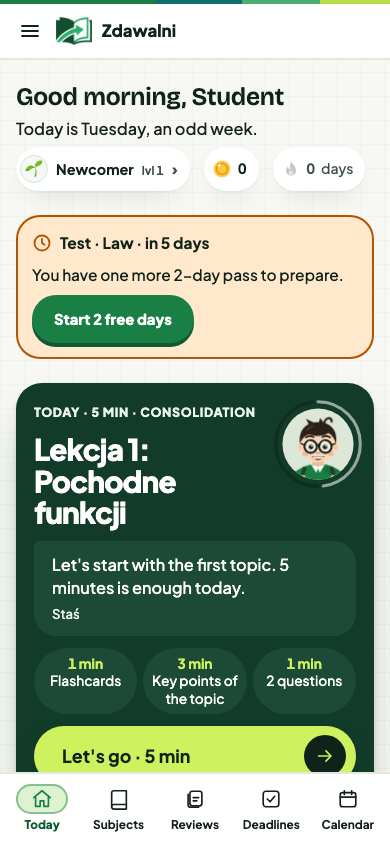 Zdawalni
Good morning, Student
Today is Tuesday, an odd week.
Newcomer lvl 1 ›
0
0 days
Test · Law · in 5 days
You have one more 2–day pass to prepare.
Start 2 free days
TODAY · 5 MIN · CONSOLIDATION
Lekcja 1:
Pochodne
funkcji
Let's start with the first topic. 5
minutes is enough today.
Staś
1 min
Flashcards
3 min
Key points of
the topic
1 min
2 questions
Let's go · 5 min
Today
Subjects
Reviews
Deadlines
Calendar